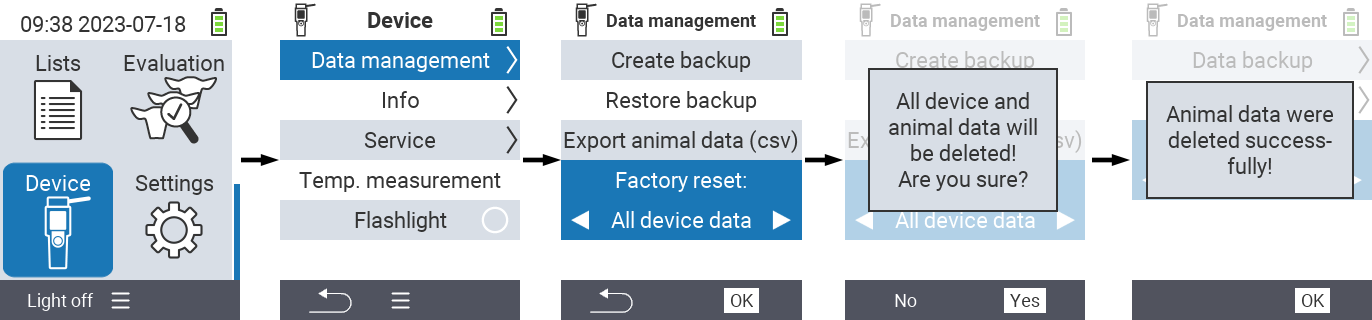 09:38 2023-07-18
Lists
Evaluation
Device
Settings
Light off
Device
Data management
Info
Service
Temp. measurement
Flashlight
Data management
Create backup
Restore backup
Export animal data (csv)
Factory reset:
All device data
OK
Data management
Create backup
Ex
sv)
All device and
animal data will
be deleted!
Are you sure?
All device data
No
Yes
Data management
Data backup
Animal data were
deleted success-
fully!
OK